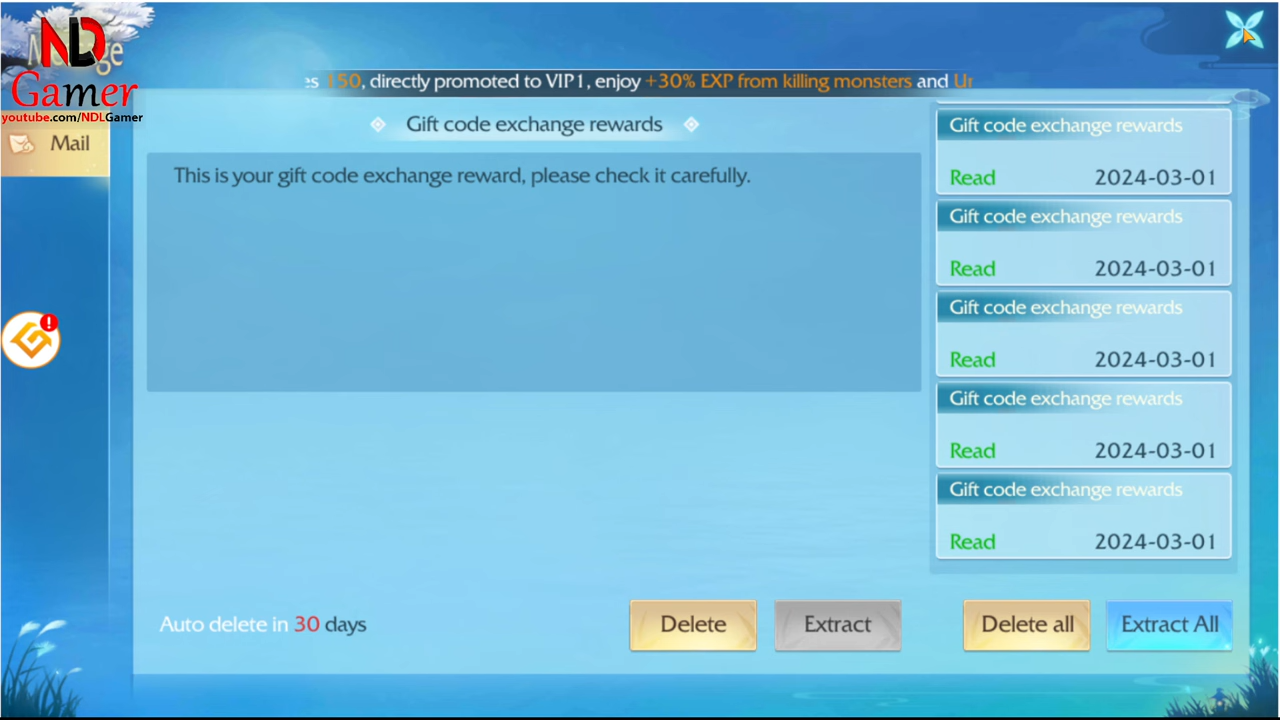 ND
Gamer
youtube.com/NDLGamer
es 150, directly promoted to VIP1, enjoy +30% EXP from killing monsters and Un
Mail
Gift code exchange rewards
This is your gift code exchange reward, please check it carefully.
Gift code exchange rewards
Read 2024-03-01
Gift code exchange rewards
Read 2024-03-01
Gift code exchange rewards
Read 2024-03-01
Gift code exchange rewards
Read 2024-03-01
Gift code exchange rewards
Read 2024-03-01
Auto delete in 30 days
Delete
Extract
Delete all
Extract All